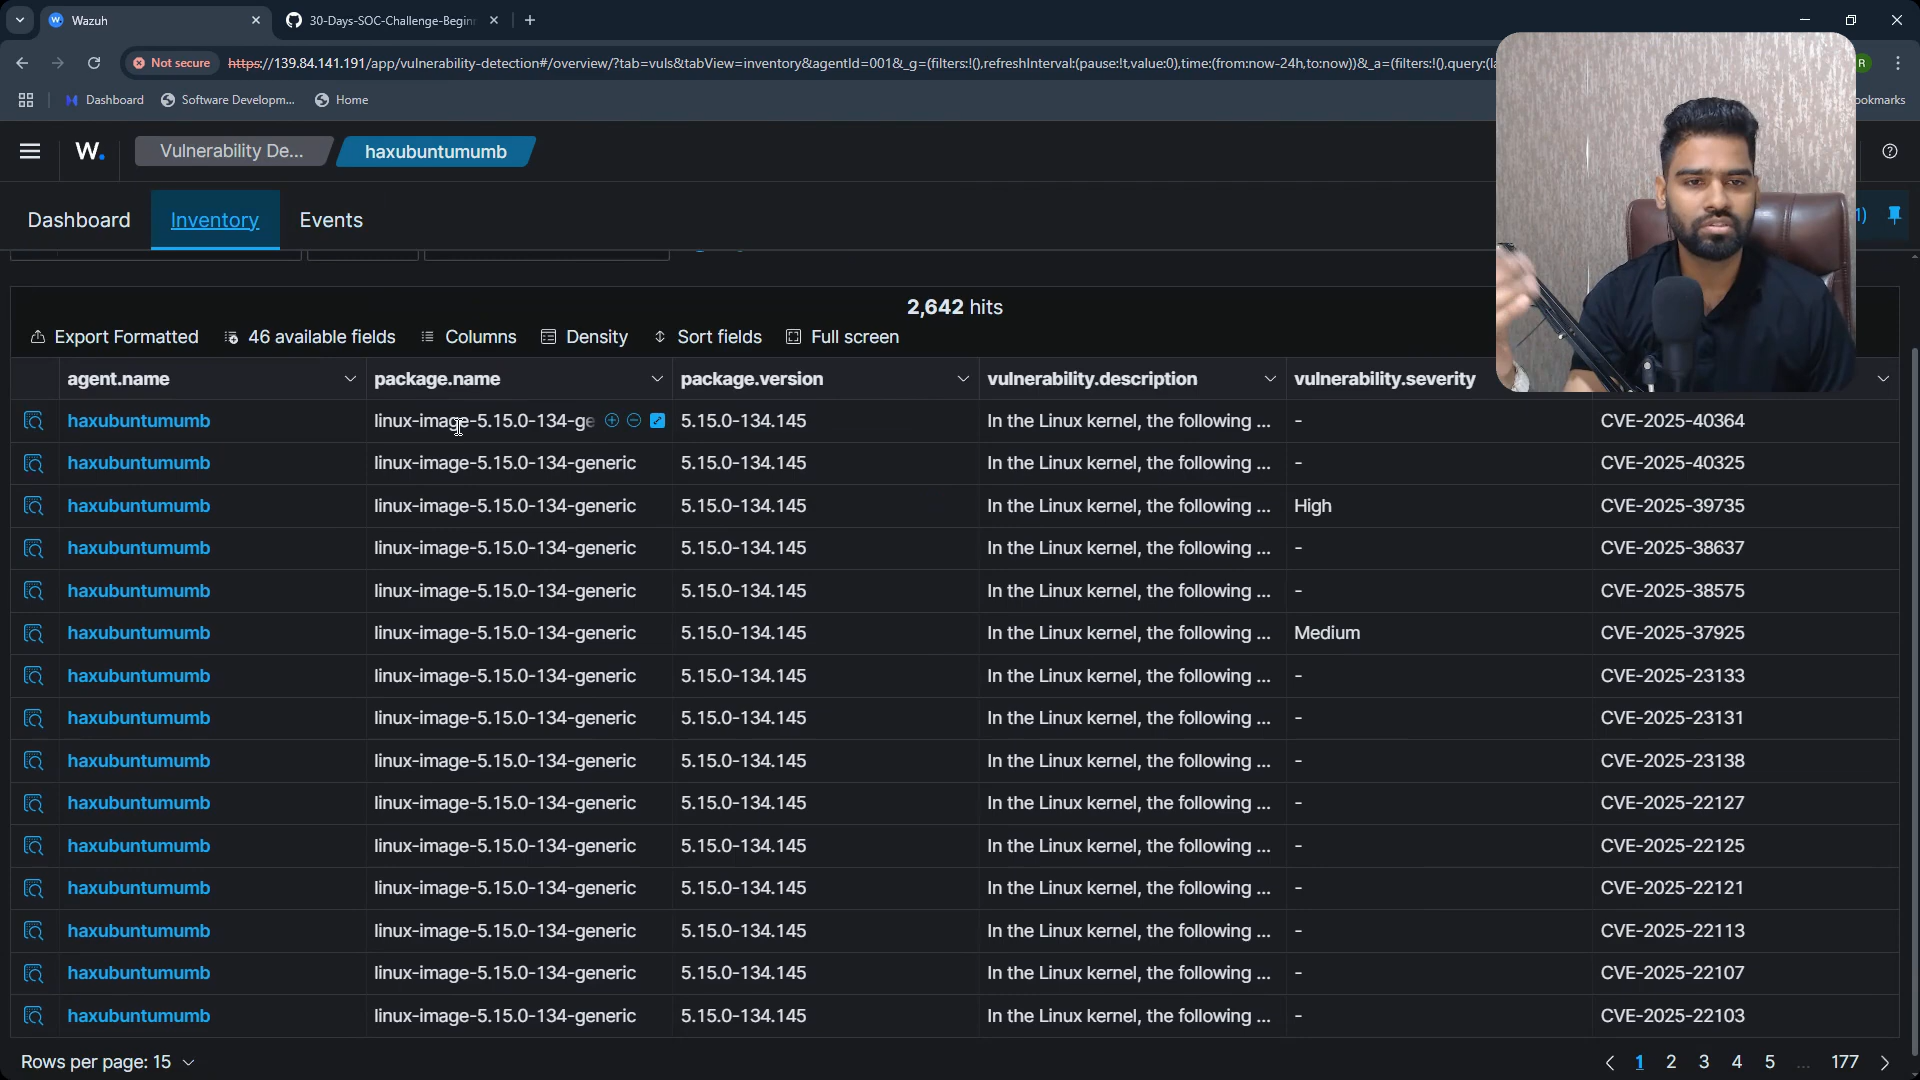 Wazuh
30-Days-SOC-Challenge-Begin
Not secure
https://139.84.141.191/app/vulnerability-detection#/overview/?tab=vuls&tabView=inventory&agentId=001&_g=(filters:!(),refreshInterval:(pause:!t,value:0),time:(from:now-24h,to:now))&_a=(filters:!(),query:(la
R
Dashboard
Software Developm...
Home
ookmarks
W.
Vulnerability De...
haxubuntumumb
Dashboard
Inventory
Events
1)
2,642 hits
Export Formatted
46 available fields
Columns
Density
Sort fields
Full screen
agent.name package.name package.version vulnerability.description vulnerability.severity
haxubuntumumb linux-image-5.15.0-134-ge 5.15.0-134.145 In the Linux kernel, the following ... - CVE-2025-40364
haxubuntumumb linux-image-5.15.0-134-generic 5.15.0-134.145 In the Linux kernel, the following ... - CVE-2025-40325
haxubuntumumb linux-image-5.15.0-134-generic 5.15.0-134.145 In the Linux kernel, the following ... High CVE-2025-39735
haxubuntumumb linux-image-5.15.0-134-generic 5.15.0-134.145 In the Linux kernel, the following ... - CVE-2025-38637
haxubuntumumb linux-image-5.15.0-134-generic 5.15.0-134.145 In the Linux kernel, the following ... - CVE-2025-38575
haxubuntumumb linux-image-5.15.0-134-generic 5.15.0-134.145 In the Linux kernel, the following ... Medium CVE-2025-37925
haxubuntumumb linux-image-5.15.0-134-generic 5.15.0-134.145 In the Linux kernel, the following ... - CVE-2025-23133
haxubuntumumb linux-image-5.15.0-134-generic 5.15.0-134.145 In the Linux kernel, the following ... - CVE-2025-23131
haxubuntumumb linux-image-5.15.0-134-generic 5.15.0-134.145 In the Linux kernel, the following ... - CVE-2025-23138
haxubuntumumb linux-image-5.15.0-134-generic 5.15.0-134.145 In the Linux kernel, the following ... - CVE-2025-22127
haxubuntumumb linux-image-5.15.0-134-generic 5.15.0-134.145 In the Linux kernel, the following ... - CVE-2025-22125
haxubuntumumb linux-image-5.15.0-134-generic 5.15.0-134.145 In the Linux kernel, the following ... - CVE-2025-22121
haxubuntumumb linux-image-5.15.0-134-generic 5.15.0-134.145 In the Linux kernel, the following ... - CVE-2025-22113
haxubuntumumb linux-image-5.15.0-134-generic 5.15.0-134.145 In the Linux kernel, the following ... - CVE-2025-22107
haxubuntumumb linux-image-5.15.0-134-generic 5.15.0-134.145 In the Linux kernel, the following ... - CVE-2025-22103
Rows per page: 15
1 2 3 4 5 ... 177